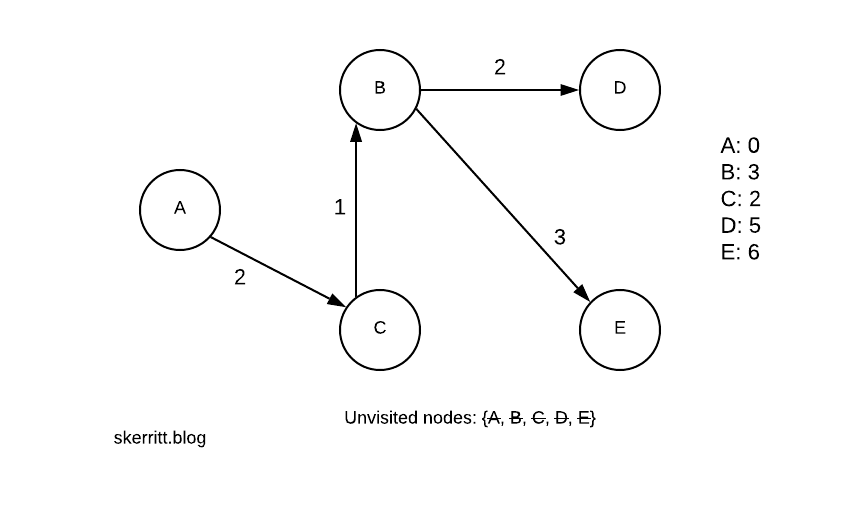 2
B
D
A: 0
B: 3
C: 2
D: 5
E: 6
A
1
3
2
C
E
Unvisited nodes: {A, B, C, D, E}
skerritt.blog